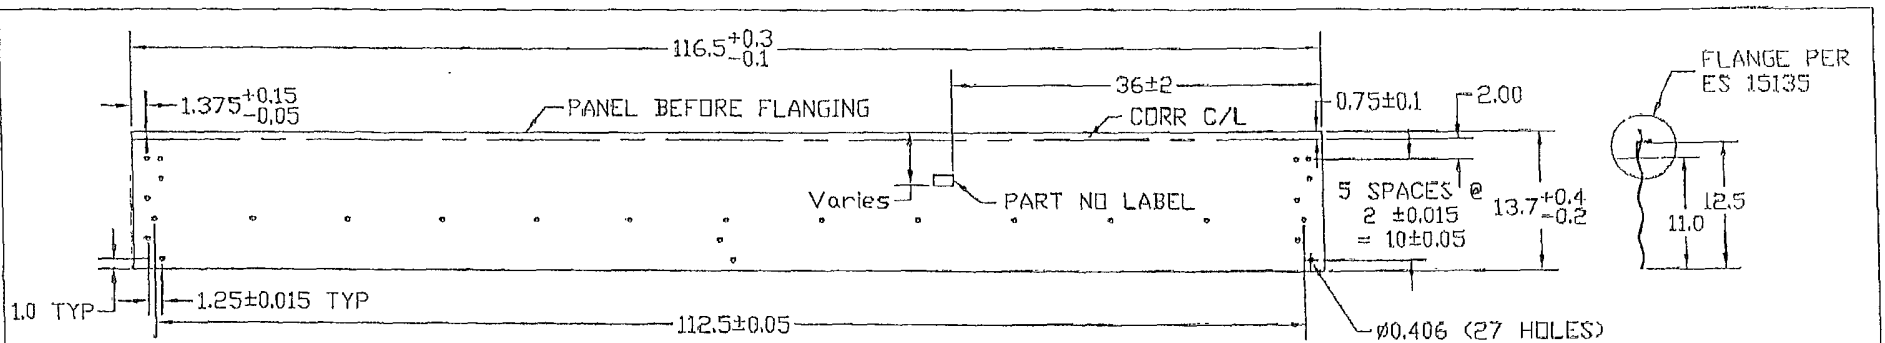 116.5+0.3
-0.1
FLANGE PER
ES 15135
36±2
1.375+0.15
-0.05
PANEL BEFORE FLANGING
CORR C/L
0.75±0.1
2.00
Varies
PART NO LABEL
5 SPACES @
2 ±0.015
= 10±0.05
13.7+0.4
-0.2
12.5
11.0
1.0 TYP
1.25±0.015 TYP
112.5±0.05
Ø0.406 (27 HOLES)